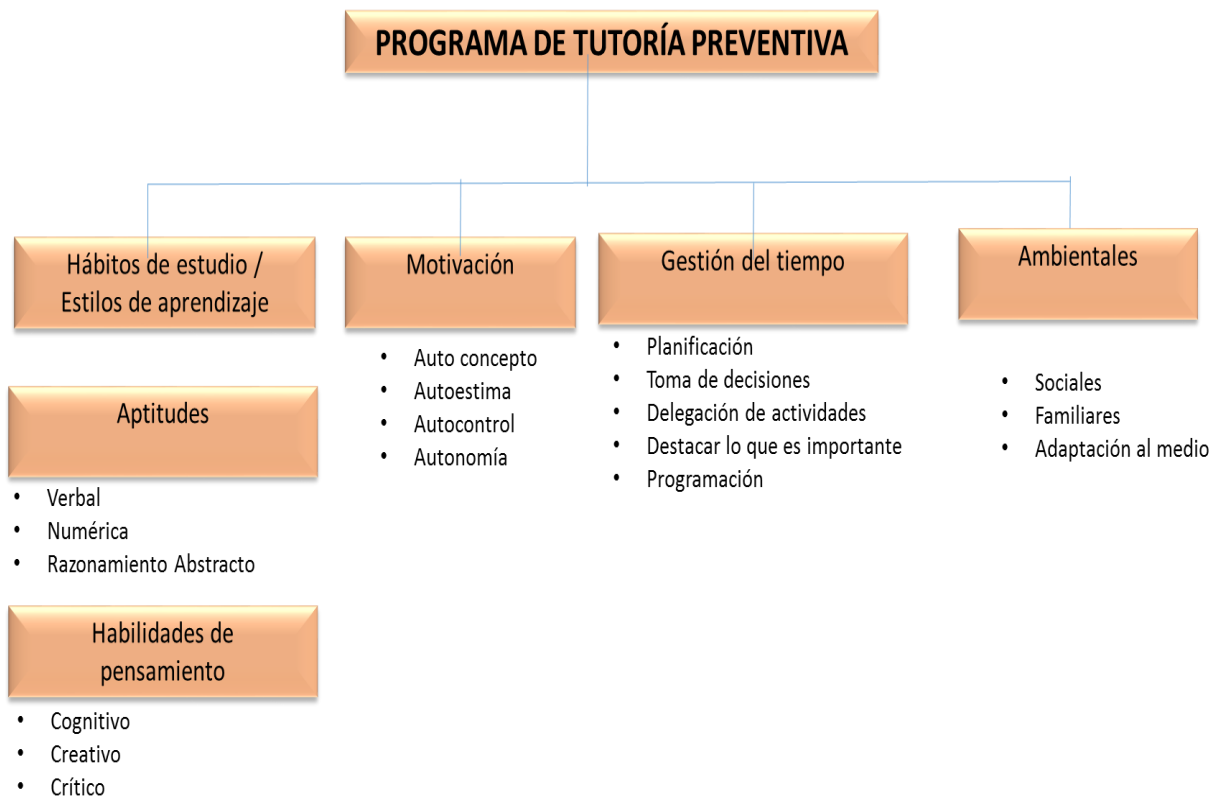 PROGRAMA DE TUTORÍA PREVENTIVA
Hábitos de estudio /
Estilos de aprendizaje
Aptitudes
• Verbal
• Numérica
• Razonamiento Abstracto
Habilidades de
pensamiento
• Cognitivo
• Creativo
• Crítico
Motivación
• Auto concepto
• Autoestima
• Autocontrol
• Autonomía
Gestión del tiempo
• Planificación
• Toma de decisiones
• Delegación de actividades
• Destacar lo que es importante
• Programación
Ambientales
• Sociales
• Familiares
• Adaptación al medio